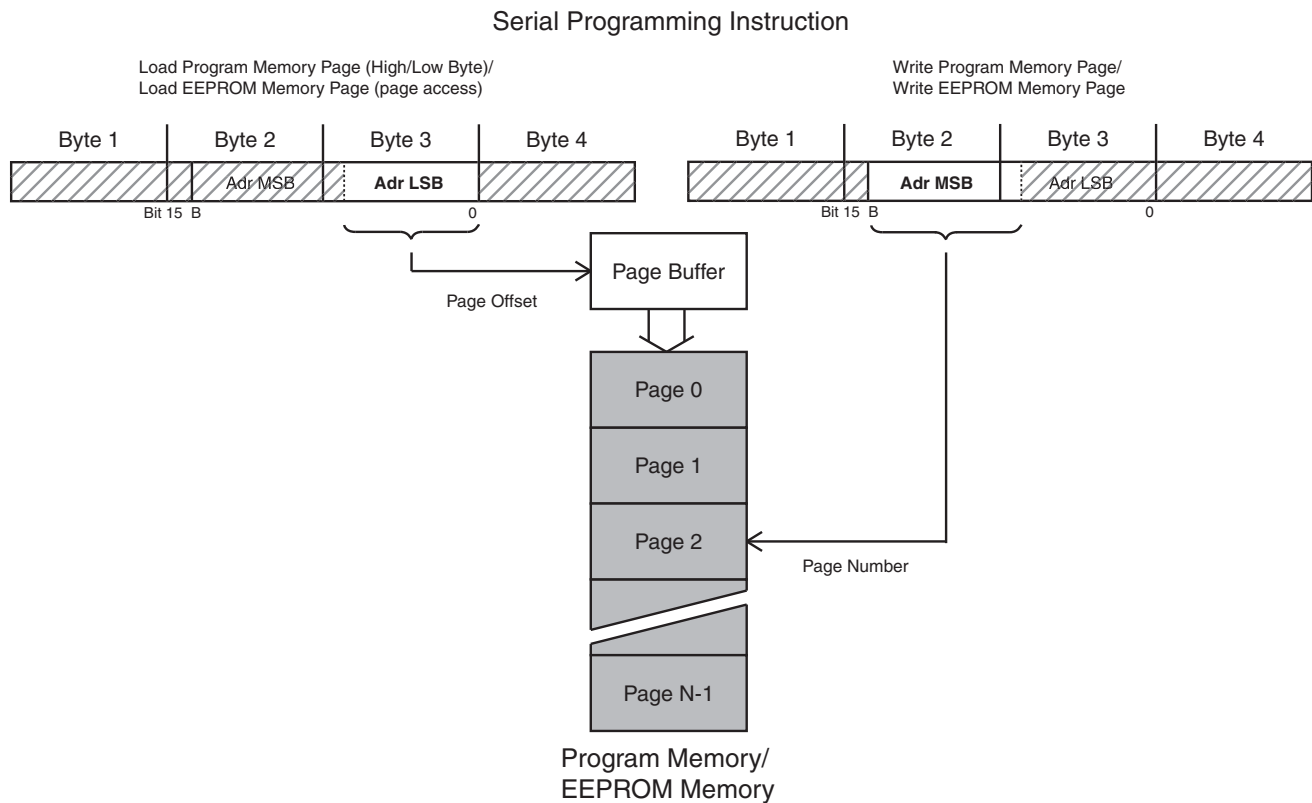 Serial Programming Instruction
Load Program Memory Page (High/Low Byte)/
Load EEPROM Memory Page (page access)
Write Program Memory Page/
Write EEPROM Memory Page
Byte 1 Byte 2 Byte 3 Byte 4
Byte 1 Byte 2 Byte 3 Byte 4
Adr MSB Adr LSB
Adr MSB Adr LSB
Bit 15 B 0
Bit 15 B 0
Page Buffer
Page Offset
Page 0
Page 1
Page 2
Page Number
Page N-1
Program Memory/
EEPROM Memory